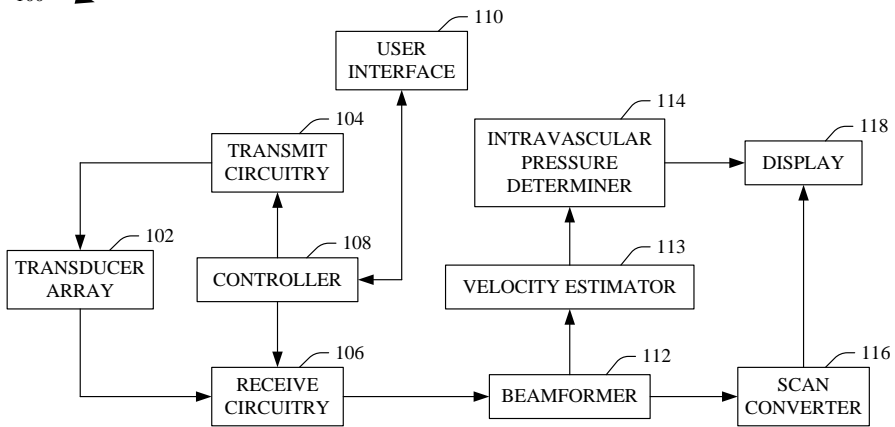 110
USER
INTERFACE
104
TRANSMIT
CIRCUITRY
114
INTRAVASCULAR
PRESSURE
DETERMINER
118
DISPLAY
102
TRANSDUCER
ARRAY
108
CONTROLLER
113
VELOCITY ESTIMATOR
106
RECEIVE
CIRCUITRY
112
BEAMFORMER
116
SCAN
CONVERTER